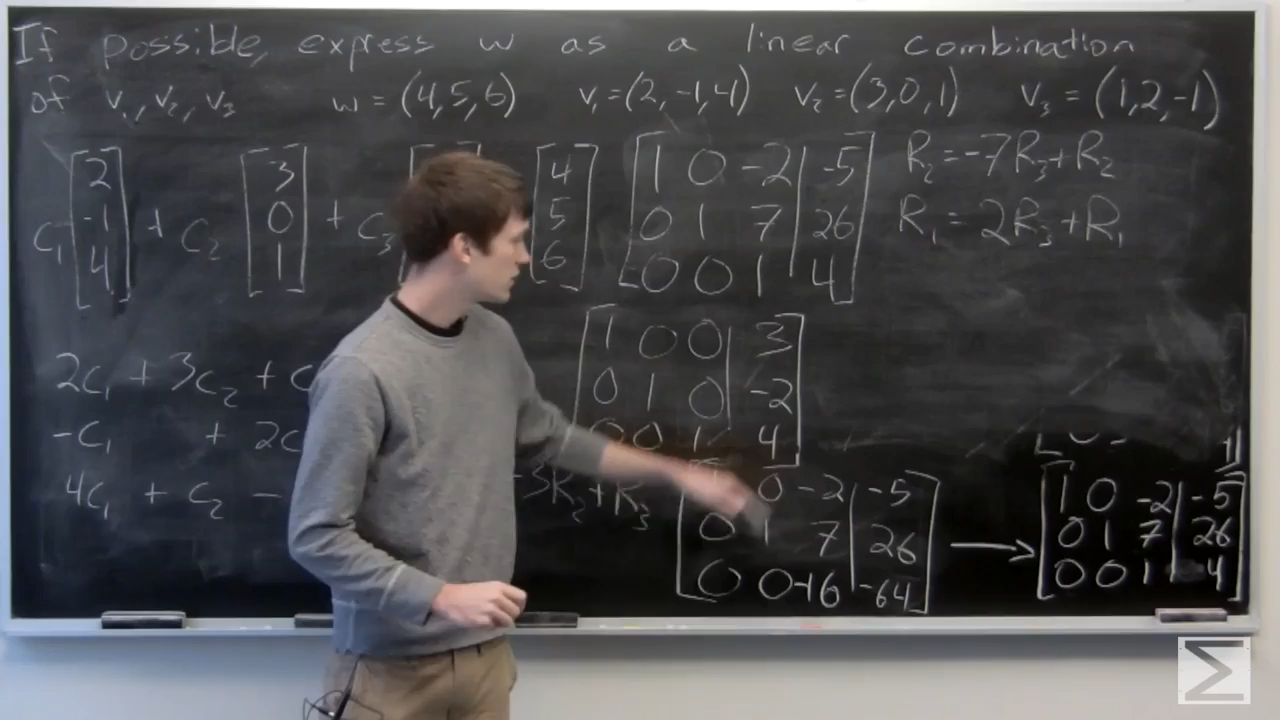 If possible, express w as a linear combination
of v₁, v₂, v₃ w = (4,5,6) v₁=(2,-1,4) v₂=(3,0,1) v₃ = (1,2,-1)
c₁ [2 -1 4] + c₂ [3 0 1] + c₃ [4 5 6]
2c₁ + 3c₂ + c
-c₁ + 2c
4c₁ + c₂ -
[1 0 -2 | -5
0 1 7 | 26
0 0 1 | 4]
R₂ = -7R₃ + R₂
R₁ = 2R₃ + R₁
[1 0 0 | 3
0 1 0 | -2
0 0 1 | 4]
-3R₂ + R₃
[0 -2 | -5
0 1 7 | 26
0 0 -16 | -64]
→
[1 0 -2 | -5
0 1 7 | 26
0 0 1 | 4]
Σ